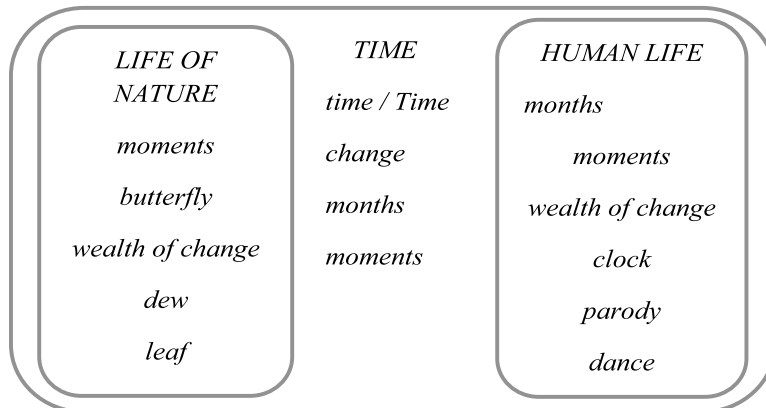 LIFE OF
NATURE
moments
butterfly
wealth of change
dew
leaf
TIME
time / Time
change
months
moments
HUMAN LIFE
months
moments
wealth of change
clock
parody
dance